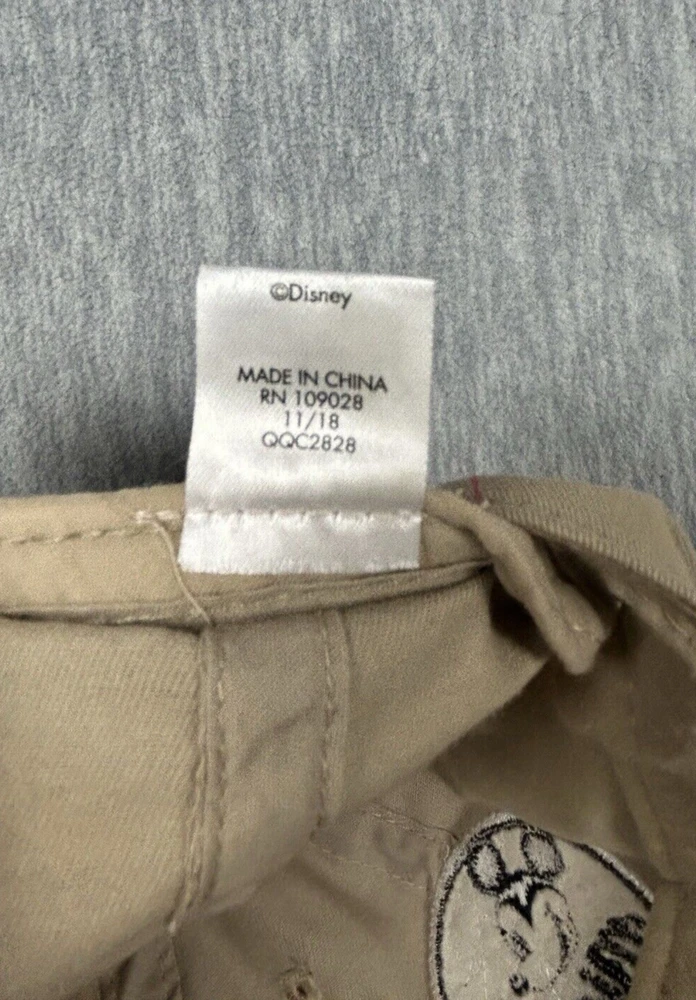 ©Disney
MADE IN CHINA
RN 109028
11/18
QQC2828